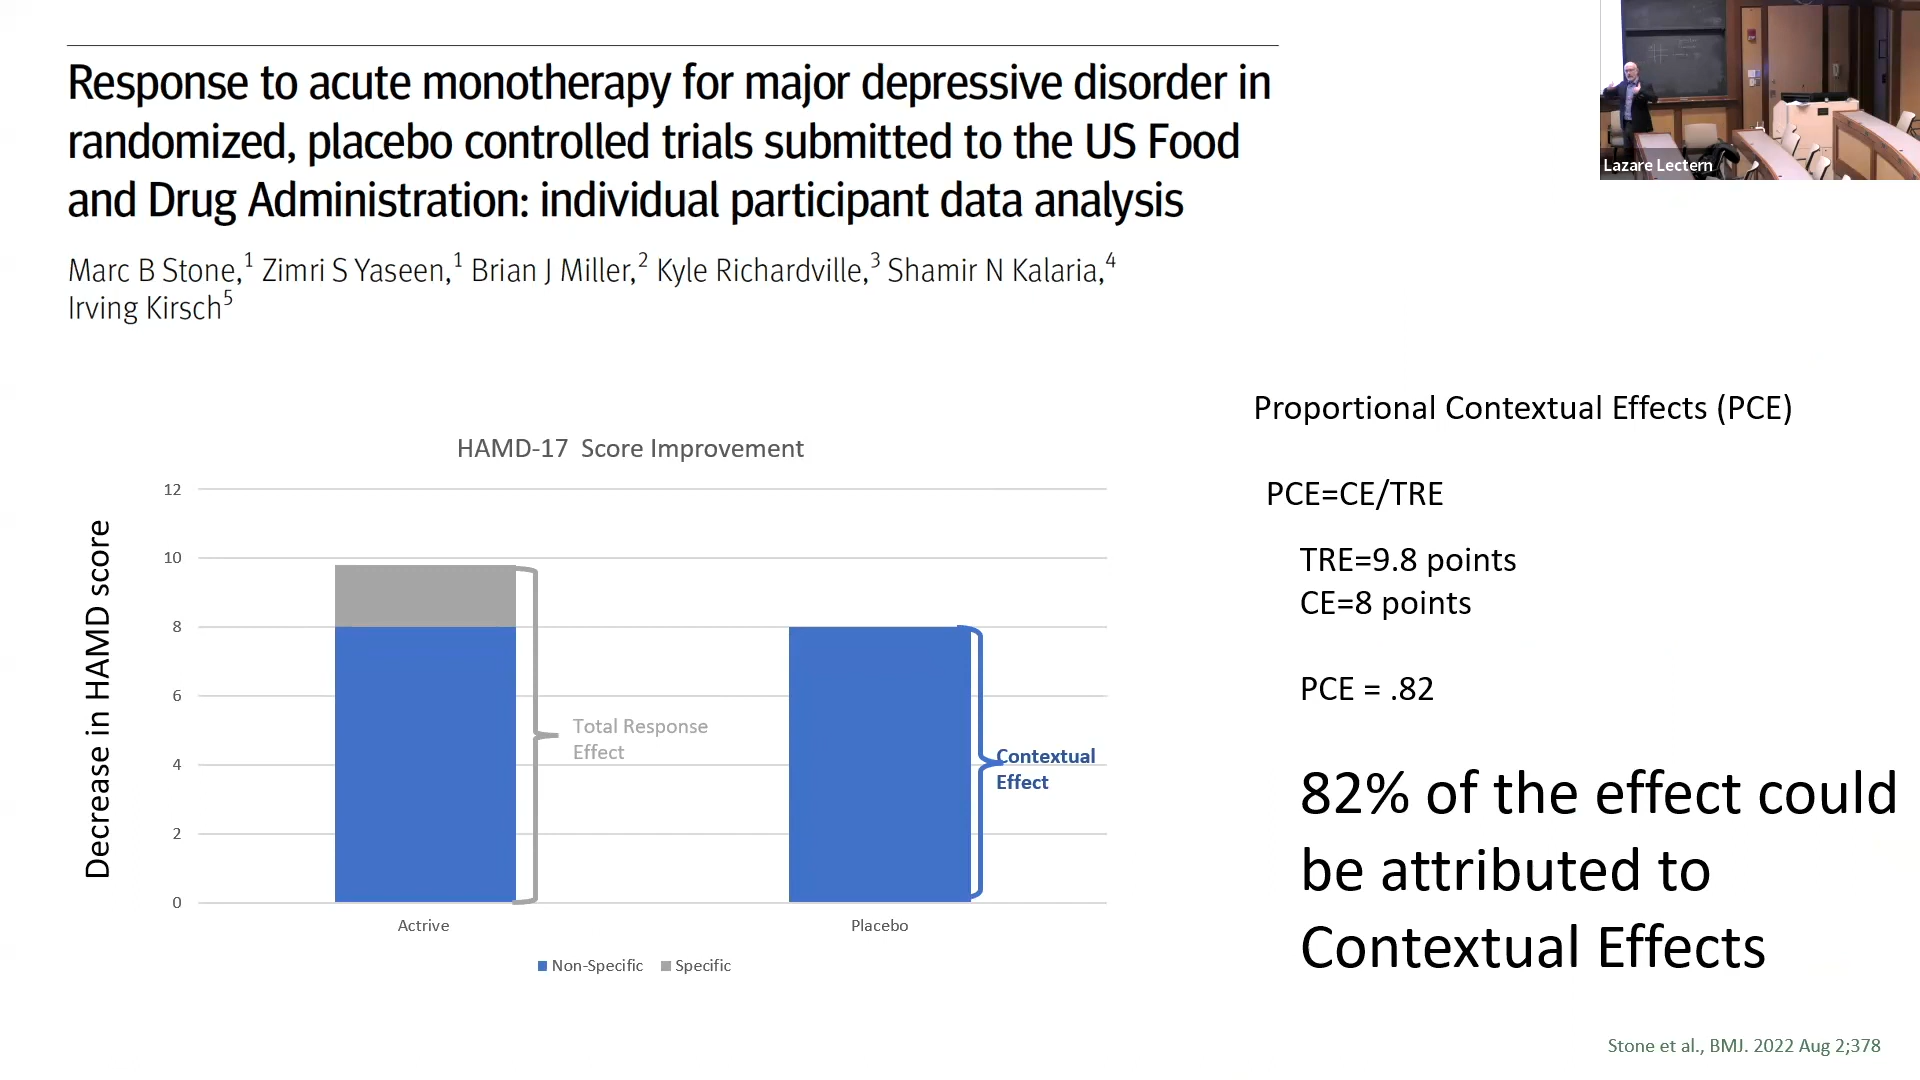 Response to acute monotherapy for major depressive disorder in
randomized, placebo controlled trials submitted to the US Food
and Drug Administration: individual participant data analysis
Marc B Stone,1 Zimri S Yaseen,1 Brian J Miller,2 Kyle Richardville,3 Shamir N Kalaria,4
Irving Kirsch5
Lazare Lectern
HAMD-17 Score Improvement
Decrease in HAMD score
12
10
8
6
4
2
0
Total Response
Effect
Contextual
Effect
Actrive
Placebo
Non-Specific
Specific
Proportional Contextual Effects (PCE)
PCE=CE/TRE
TRE=9.8 points
CE=8 points
PCE = .82
82% of the effect could
be attributed to
Contextual Effects
Stone et al., BMJ. 2022 Aug 2;378